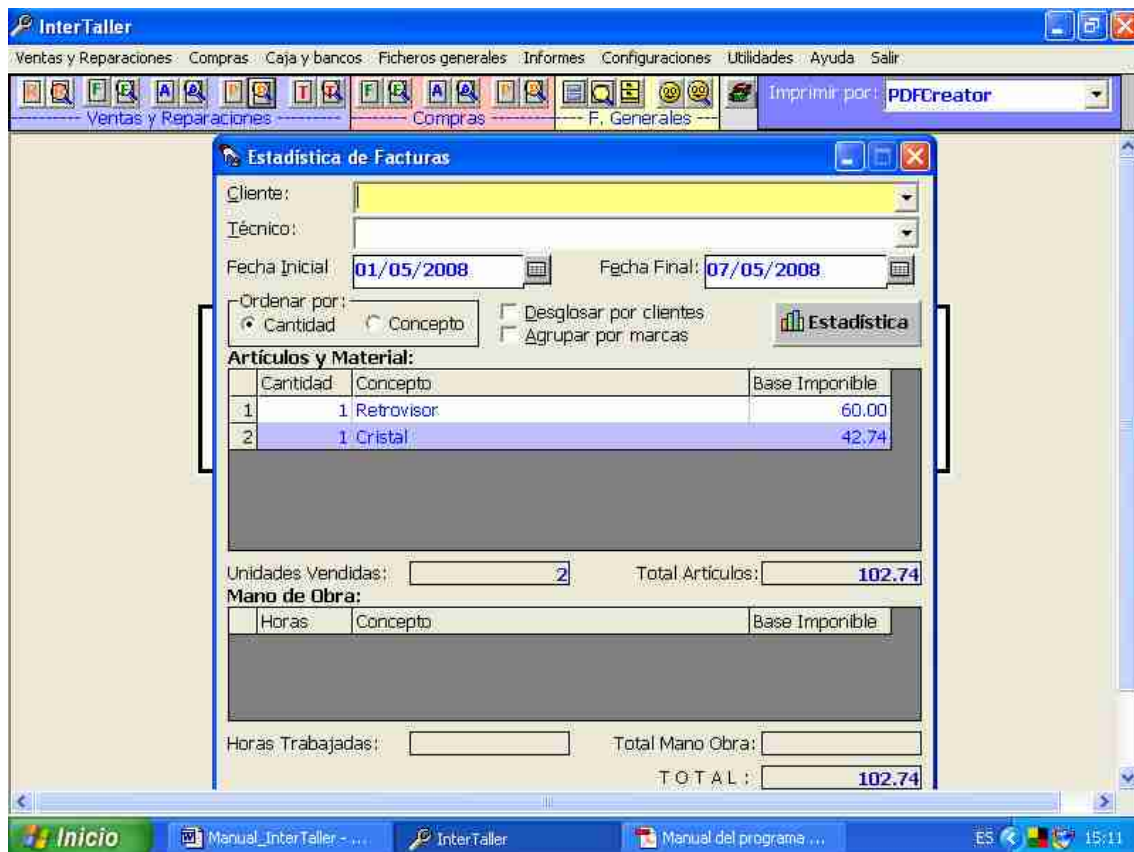 InterTaller
Ventas y Reparaciones Compras Caja y bancos Ficheros generales Informes Configuraciones Utilidades Ayuda Salir
R R F F A A P P T T F F A A P P Imprimir por: PDFCreator
Ventas y Reparaciones Compras F. Generales
Estadística de Facturas
Cliente:
Técnico:
Fecha Inicial 01/05/2008 Fecha Final: 07/05/2008
Ordenar por:
Cantidad Concepto
Desglosar por clientes
Agrupar por marcas
Estadística
Artículos y Material:
Cantidad Concepto Base Imponible
1 1 Retrovisor 60.00
2 1 Cristal 42.74
Unidades Vendidas: 2 Total Artículos: 102.74
Mano de Obra:
Horas Concepto Base Imponible
Horas Trabajadas: Total Mano Obra:
TOTAL: 102.74
Inicio Manual_InterTaller - ... InterTaller Manual del programa ... ES 15:11